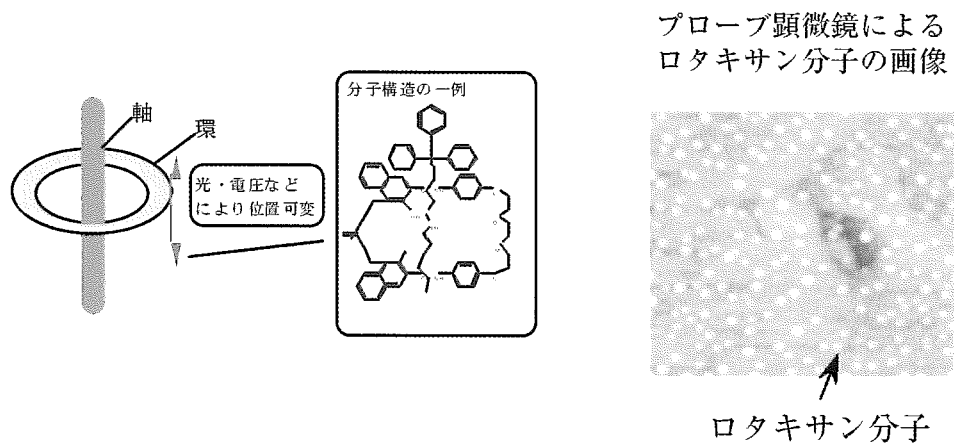 プローブ顕微鏡による
ロタキサン分子の画像
軸
環
光・電圧など
により位置可変
分子構造の一例
ロタキサン分子